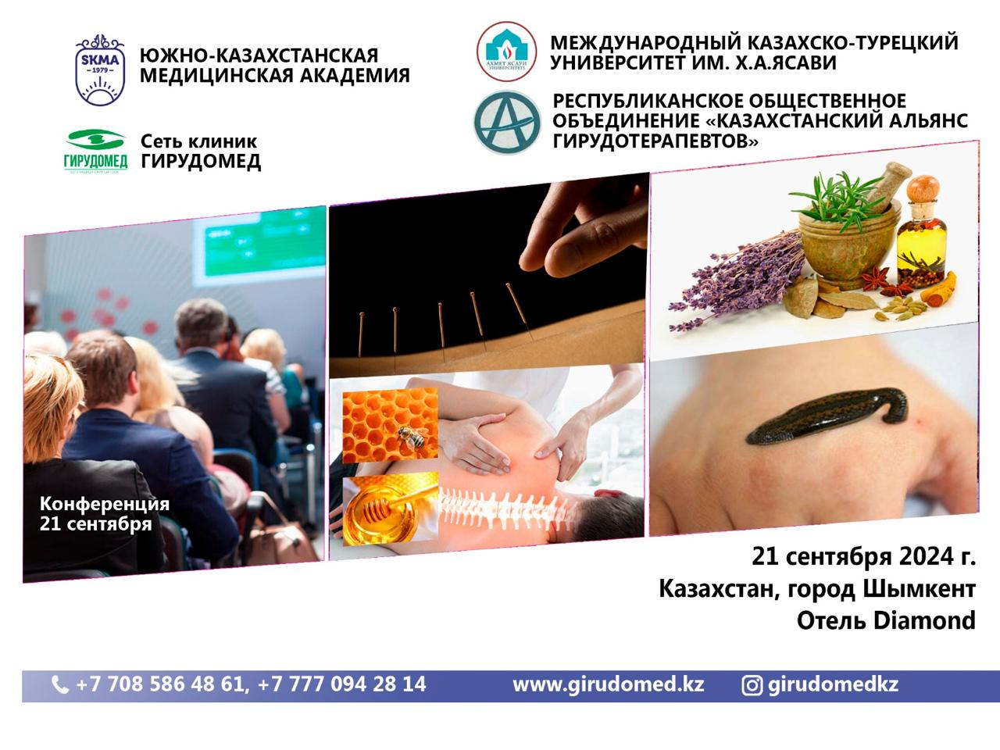 SKMA
1979
ЮЖНО-КАЗАХСТАНСКАЯ
МЕДИЦИНСКАЯ АКАДЕМИЯ
ГИРУДОМЕД
Сеть клиник
ГИРУДОМЕД
АХМЕТ ЯСАУИ
УНИВЕРСИТЕТІ
МЕЖДУНАРОДНЫЙ КАЗАХСКО-ТУРЕЦКИЙ
УНИВЕРСИТЕТ ИМ. Х.А.ЯСАВИ
РЕСПУБЛИКАНСКОЕ ОБЩЕСТВЕННОЕ
ОБЪЕДИНЕНИЕ «КАЗАХСТАНСКИЙ АЛЬЯНС
ГИРУДОТЕРАПЕВТОВ»
Конференция
21 сентября
21 сентября 2024 г.
Казахстан, город Шымкент
Отель Diamond
+7 708 586 48 61, +7 777 094 28 14
www.girudomed.kz
girudomedkz